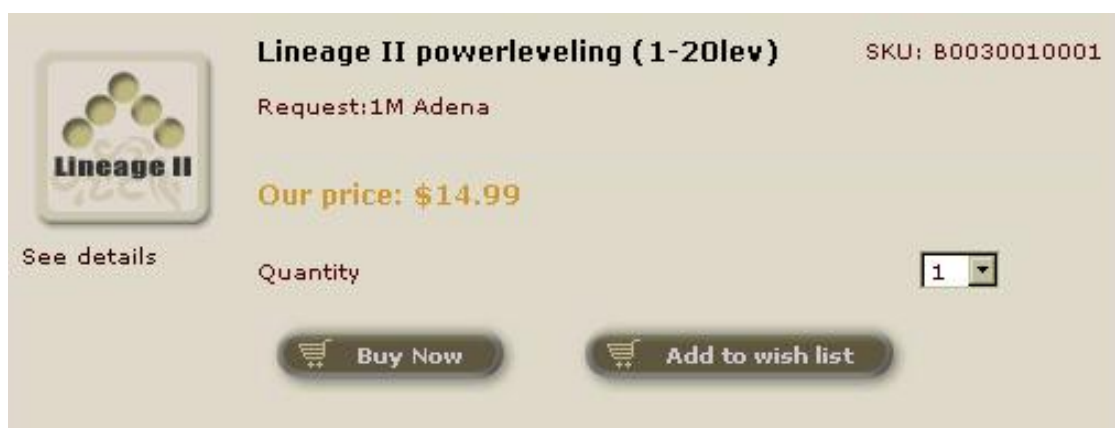 Lineage II powerleveling (1-20lev) SKU: B0030010001
Request:1M Adena
Lineage II
Our price: $14.99
See details
Quantity 1
Buy Now Add to wish list